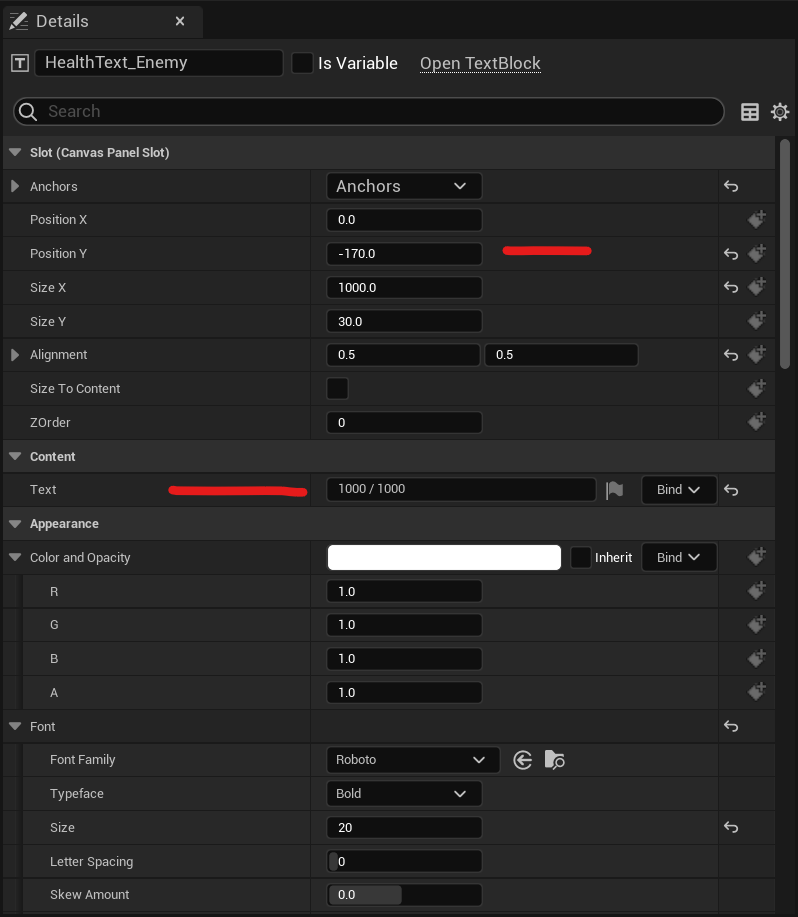 Details
HealthText_Enemy Is Variable Open TextBlock
Search
Slot (Canvas Panel Slot)
Anchors Anchors
Position X 0.0
Position Y -170.0
Size X 1000.0
Size Y 30.0
Alignment 0.5 0.5
Size To Content
ZOrder 0
Content
Text 1000 / 1000 Bind
Appearance
Color and Opacity Inherit Bind
R 1.0
G 1.0
B 1.0
A 1.0
Font
Font Family Roboto
Typeface Bold
Size 20
Letter Spacing 0
Skew Amount 0.0